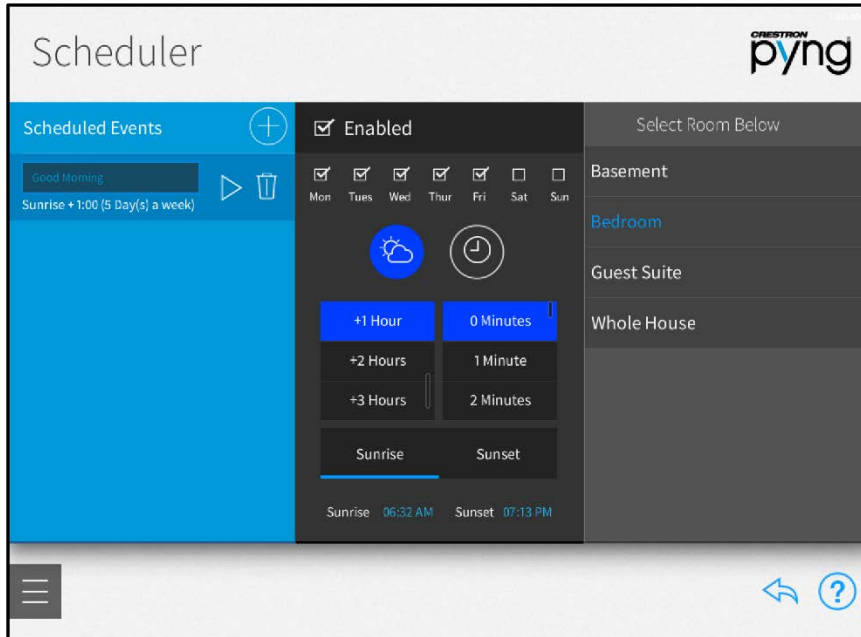 Scheduler
CRESTRON
pyng
Scheduled Events
Good Morning
Sunrise + 1:00 (5 Day(s) a week)
Enabled
Mon Tues Wed Thur Fri Sat Sun
+1 Hour 0 Minutes
+2 Hours 1 Minute
+3 Hours 2 Minutes
Sunrise Sunset
Sunrise 06:32 AM Sunset 07:13 PM
Select Room Below
Basement
Bedroom
Guest Suite
Whole House
?